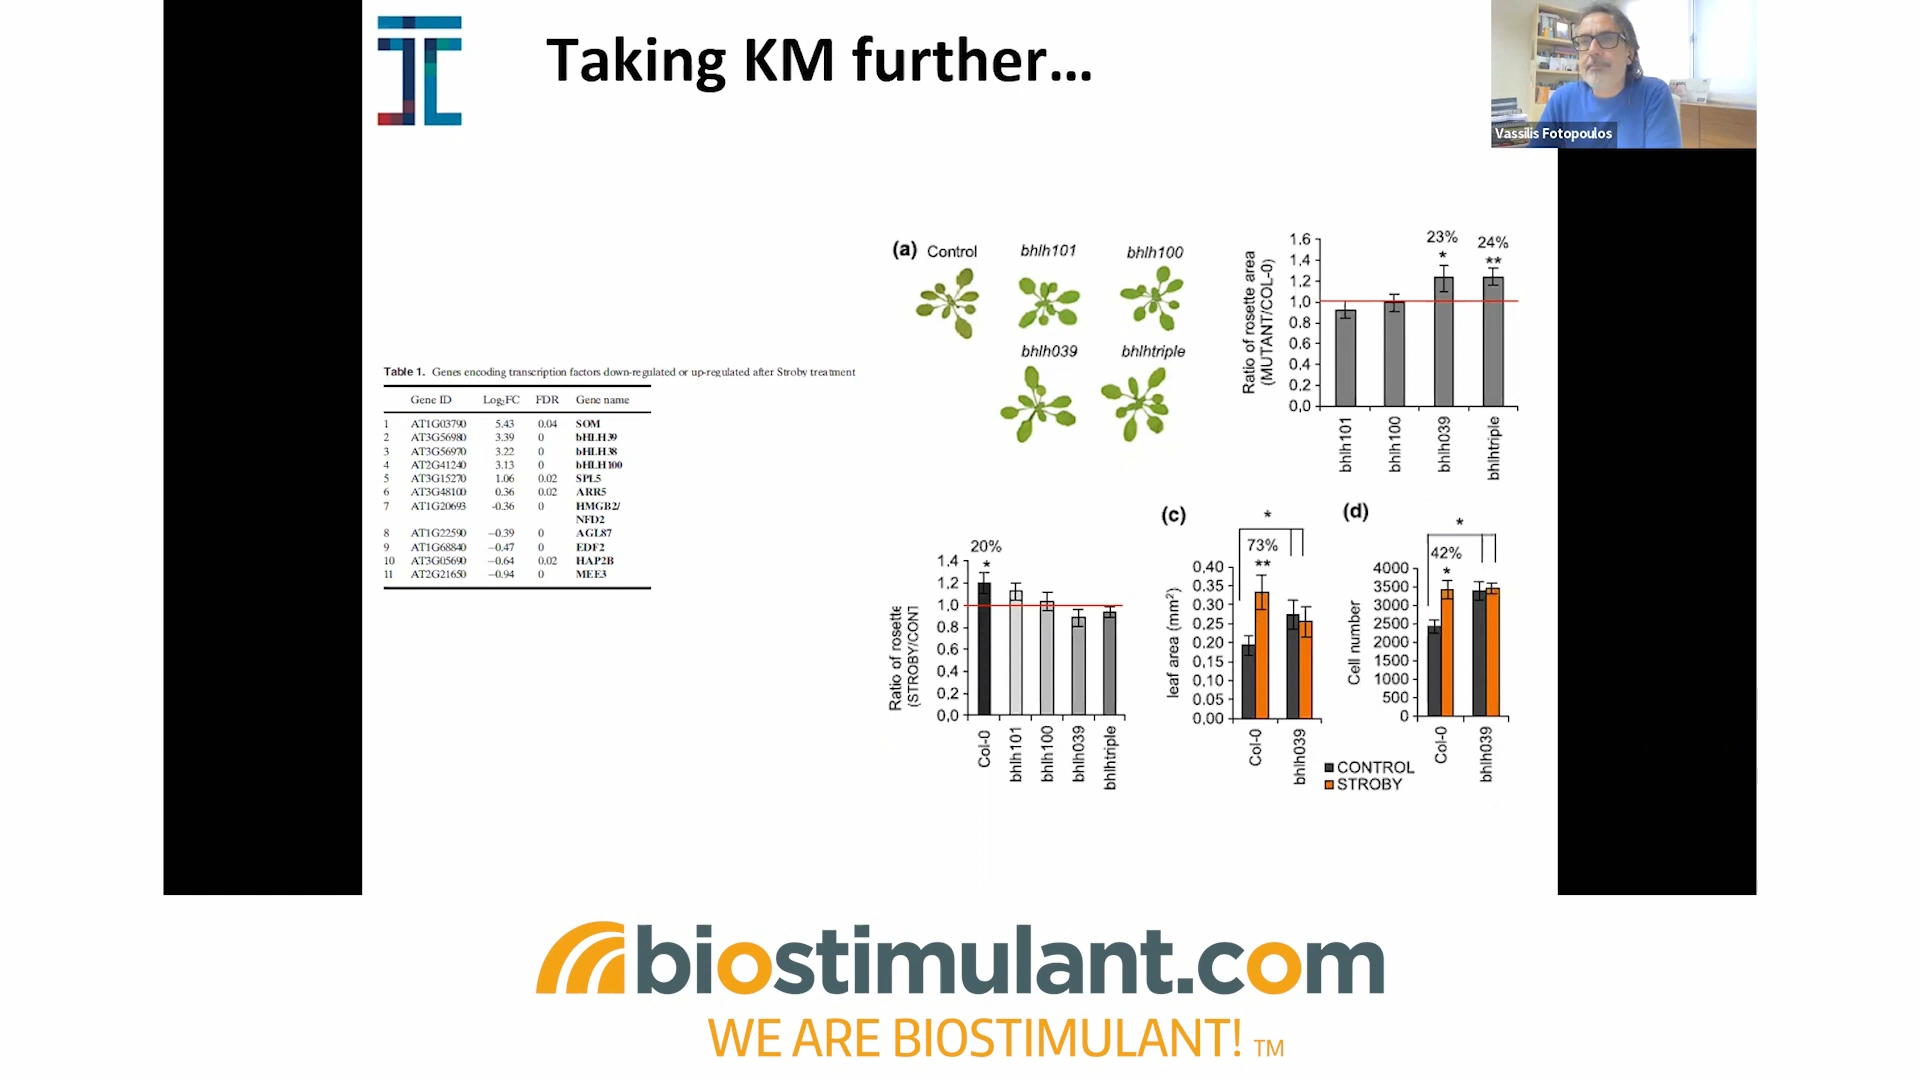 Taking KM further...
Vassilis Fotopoulos
Table 1. Genes encoding transcription factors down-regulated or up-regulated after Stroby treatment
Gene ID Log2FC FDR Gene name
1 AT1G03790 5.43 0.04 SOM
2 AT3G56980 3.39 0 bHLH39
3 AT3G56970 3.22 0 bHLH38
4 AT2G41240 3.13 0 bHLH100
5 AT3G15270 1.06 0.02 SPL5
6 AT3G48100 0.36 0.02 ARR5
7 AT1G20693 -0.36 0 HMGB2/
NFD2
8 AT1G22590 −0.39 0 AGL87
9 AT1G68840 −0.47 0 EDF2
10 AT3G05690 −0.64 0.02 HAP2B
11 AT2G21650 −0.94 0 MEE3
(a) Control bhlh101 bhlh100
bhlh039 bhlhtriple
Ratio of rosette area
(MUTANT/COL-0)
1.6
1.4
1.2
1.0
0.8
0.6
0.4
0.2
0,0
23%
*
24%
**
bhlh101
bhlh100
bhlh039
bhlhtriple
Ratio of rosette
(STROBY/CONT
1.4
1.2
1.0
0.8
0.6
0.4
0,2
0,0
20%
*
Col-0
bhlh101
bhlh100
bhlh039
bhlhtriple
(c)
leaf area (mm²)
0,40
0,35
0,30
0,25
0,20
0,15
0,10
0,05
0,00
*
73%
**
Col-0
bhlh039
(d)
Cell number
4000
3500
3000
2500
2000
1500
1000
500
0
*
42%
*
Col-0
bhlh039
CONTROL
STROBY
biostimulant.com
WE ARE BIOSTIMULANT! TM